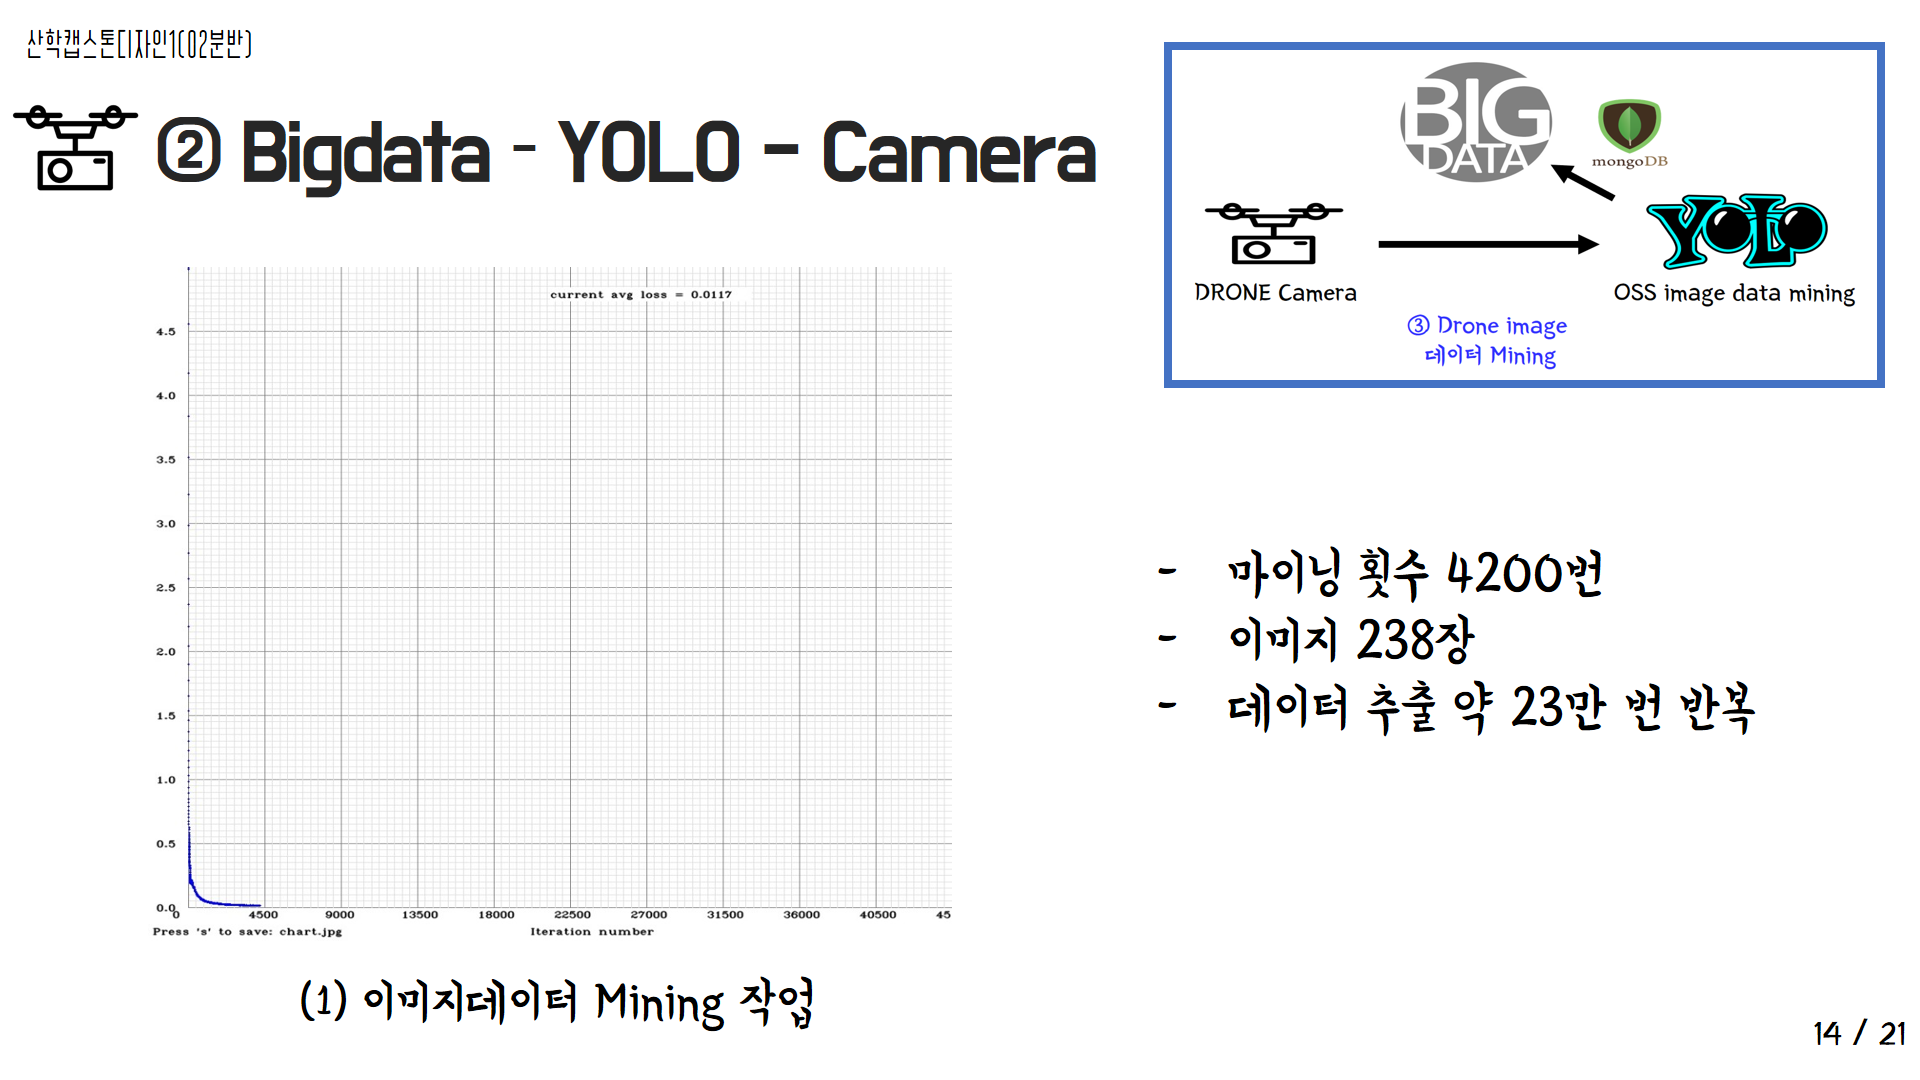 산학캡스톤디자인1(02분반)
② Bigdata - YOLO - Camera
BIG
DATA
mongoDB
YOLO
DRONE Camera
OSS image data mining
③ Drone image
데이터 Mining
current avg loss = 0.0117
4.5
4.0
3.5
3.0
2.5
2.0
1.5
1.0
0.5
0.0
0 4500 9000 13500 18000 22500 27000 31500 36000 40500 45
Press 's' to save: chart.jpg Iteration number
(1) 이미지데이터 Mining 작업
- 마이닝 횟수 4200번
- 이미지 238장
- 데이터 추출 약 23만 번 반복
14 / 21